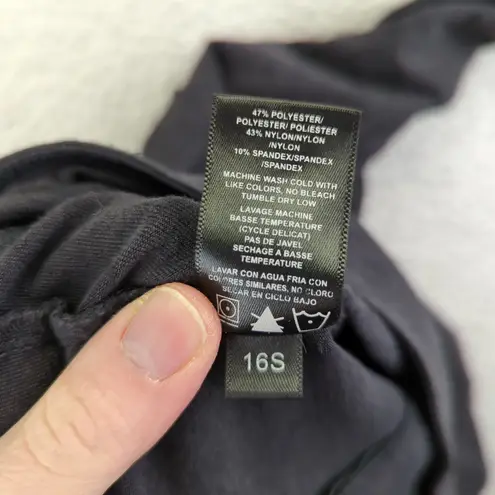 47% POLYESTER/
POLYESTER/ POLIESTER
43% NYLON/NYLON
/NYLON
10% SPANDEX/SPANDEX
/SPANDEX
MACHINE WASH COLD WITH
LIKE COLORS, NO BLEACH
TUMBLE DRY LOW
LAVAGE MACHINE
BASSE TEMPERATURE
(CYCLE DELICAT)
PAS DE JAVEL
SECHAGE A BASSE
TEMPERATURE
LAVAR CON AGUA FRIA CON
COLORES SIMILARES, NO CLORO
SECAR EN CICLO BAJO
16S